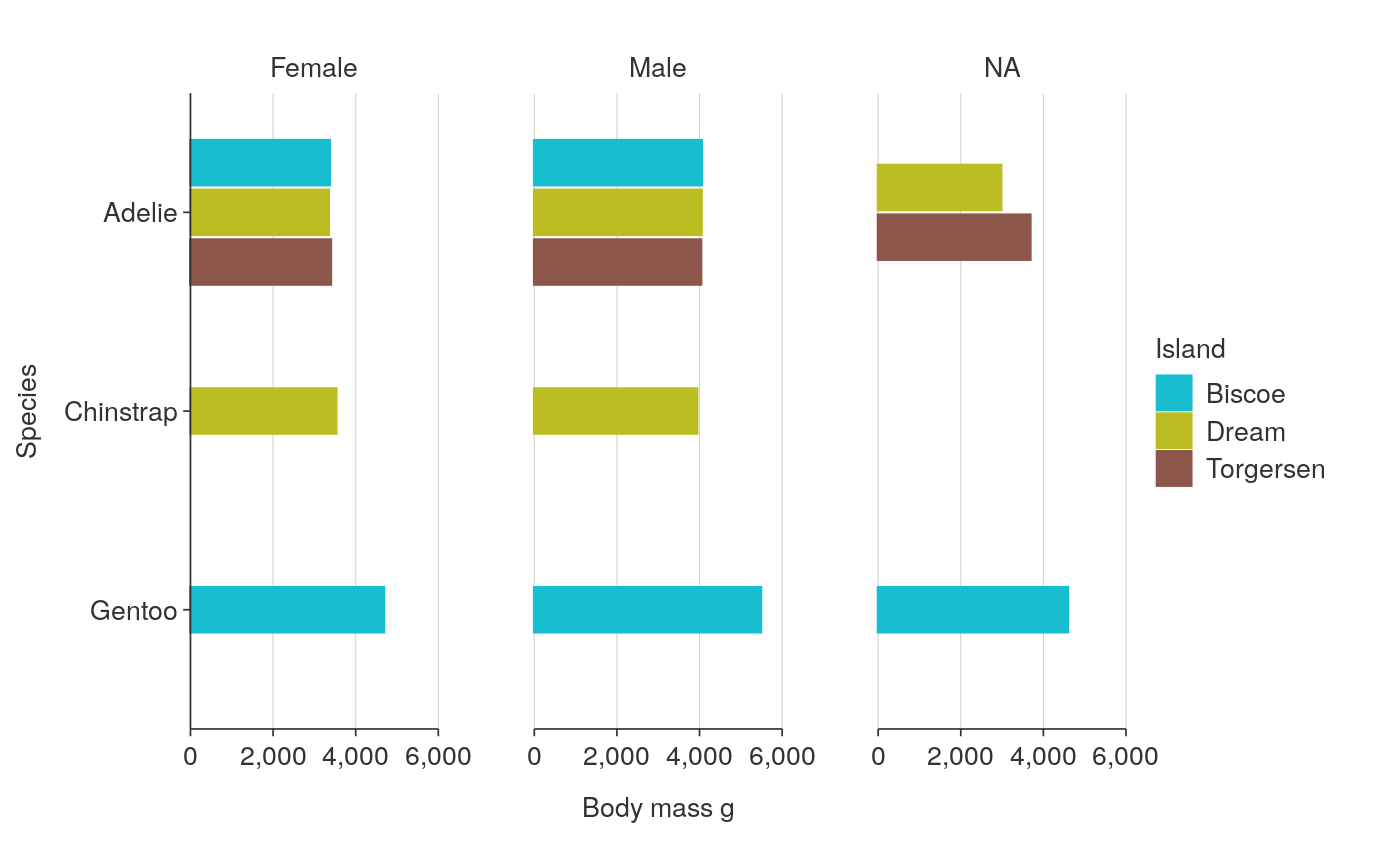 Female
Male
NA
Species
Adelie
Chinstrap
Gentoo
0 2,000 4,000 6,000
0 2,000 4,000 6,000
0 2,000 4,000 6,000
Body mass g
Island
Biscoe
Dream
Torgersen